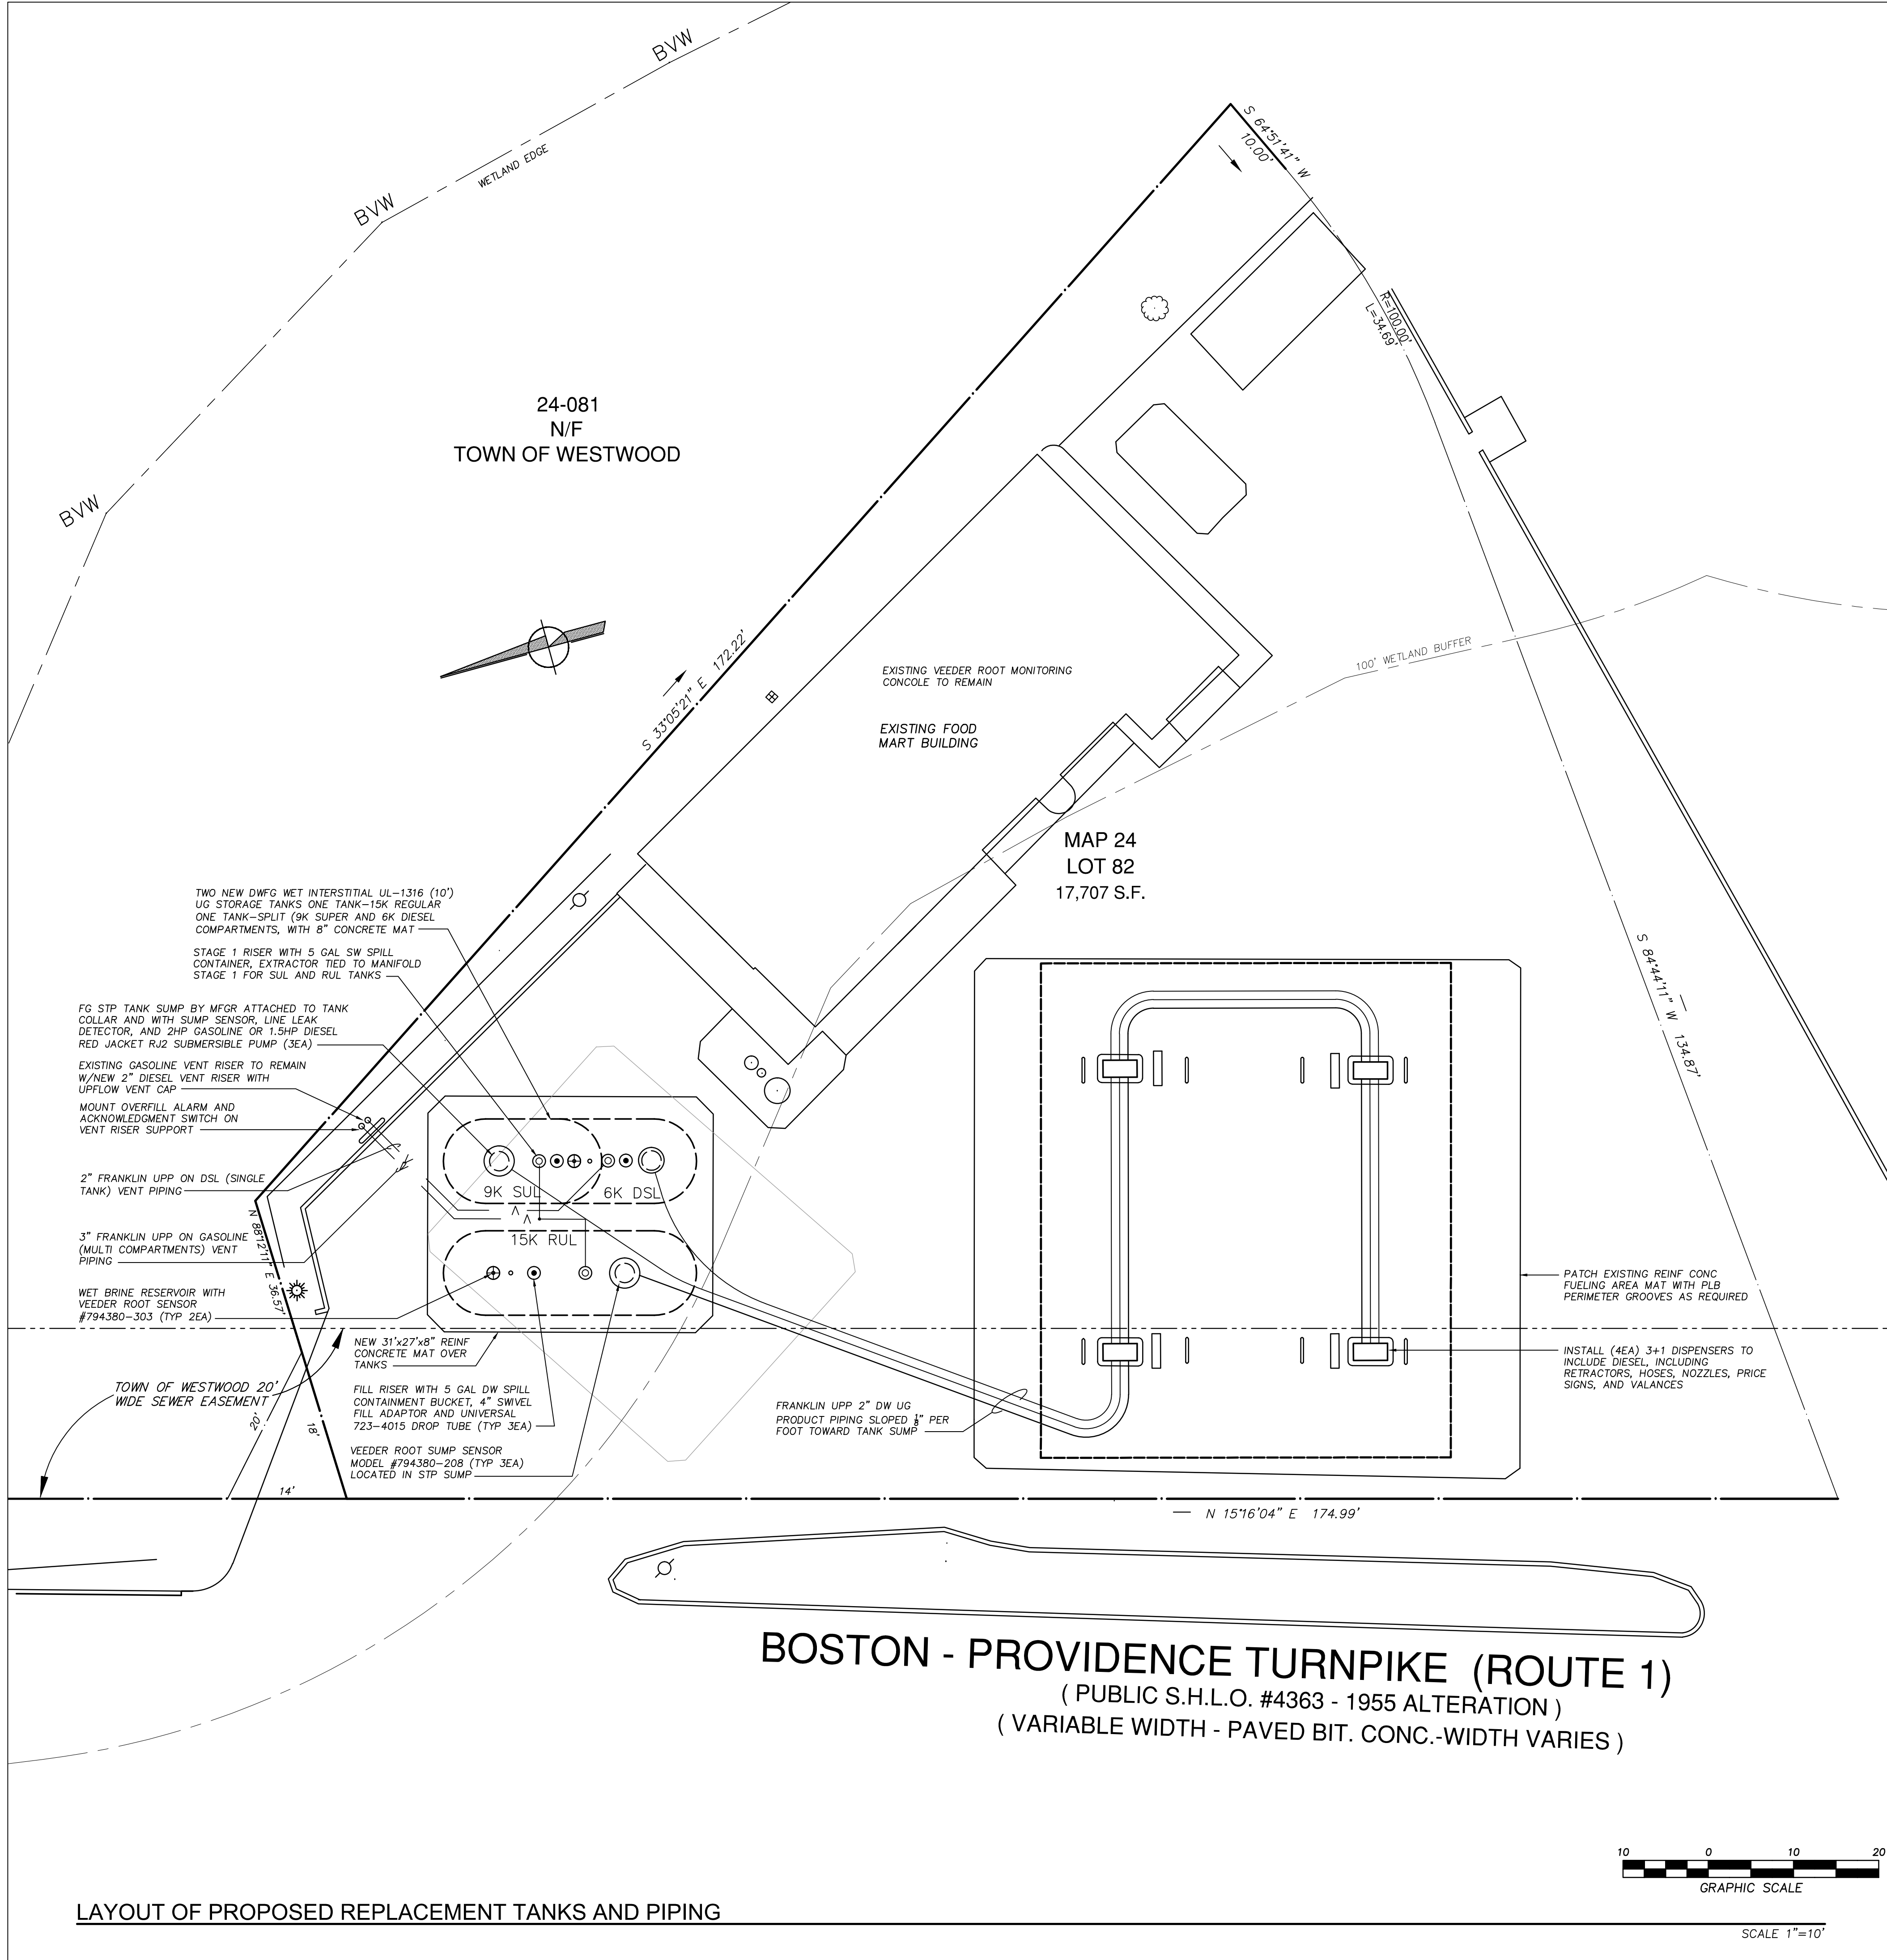 BVW
WETLAND EDGE
BVW
BVW
S 64°51'41" W
10.00'
R=100.00'
L=34.69'
24-081
N/F
TOWN OF WESTWOOD
S 33°05'21" E 172.22'
EXISTING VEEDER ROOT MONITORING
CONCOLE TO REMAIN
EXISTING FOOD
MART BUILDING
100' WETLAND BUFFER
MAP 24
LOT 82
17,707 S.F.
S 84°44'11" W 134.87'
TWO NEW DWFG WET INTERSTITIAL UL-1316 (10')
UG STORAGE TANKS ONE TANK-15K REGULAR
ONE TANK-SPLIT (9K SUPER AND 6K DIESEL
COMPARTMENTS, WITH 8" CONCRETE MAT
STAGE 1 RISER WITH 5 GAL SW SPILL
CONTAINER, EXTRACTOR TIED TO MANIFOLD
STAGE 1 FOR SUL AND RUL TANKS
FG STP TANK SUMP BY MFGR ATTACHED TO TANK
COLLAR AND WITH SUMP SENSOR, LINE LEAK
DETECTOR, AND 2HP GASOLINE OR 1.5HP DIESEL
RED JACKET RJ2 SUBMERSIBLE PUMP (3EA)
EXISTING GASOLINE VENT RISER TO REMAIN
W/NEW 2" DIESEL VENT RISER WITH
UPFLOW VENT CAP
MOUNT OVERFILL ALARM AND
ACKNOWLEDGMENT SWITCH ON
VENT RISER SUPPORT
2" FRANKLIN UPP ON DSL (SINGLE
TANK) VENT PIPING
3" FRANKLIN UPP ON GASOLINE
(MULTI COMPARTMENTS) VENT
PIPING
WET BRINE RESERVOIR WITH
VEEDER ROOT SENSOR
#794380-303 (TYP 2EA)
N 88°12'11" E 36.57'
9K SUL
6K DSL
15K RUL
NEW 31'x27'x8" REINF
CONCRETE MAT OVER
TANKS
TOWN OF WESTWOOD 20'
WIDE SEWER EASEMENT
20'
18'
14'
FILL RISER WITH 5 GAL DW SPILL
CONTAINMENT BUCKET, 4" SWIVEL
FILL ADAPTOR AND UNIVERSAL
723-4015 DROP TUBE (TYP 3EA)
VEEDER ROOT SUMP SENSOR
MODEL #794380-208 (TYP 3EA)
LOCATED IN STP SUMP
FRANKLIN UPP 2" DW UG
PRODUCT PIPING SLOPED 1/8" PER
FOOT TOWARD TANK SUMP
PATCH EXISTING REINF CONC
FUELING AREA MAT WITH PLB
PERIMETER GROOVES AS REQUIRED
INSTALL (4EA) 3+1 DISPENSERS TO
INCLUDE DIESEL, INCLUDING
RETRACTORS, HOSES, NOZZLES, PRICE
SIGNS, AND VALANCES
N 15°16'04" E 174.99'
BOSTON - PROVIDENCE TURNPIKE (ROUTE 1)
( PUBLIC S.H.L.O. #4363 - 1955 ALTERATION )
( VARIABLE WIDTH - PAVED BIT. CONC.-WIDTH VARIES )
10 0 10 20
GRAPHIC SCALE
LAYOUT OF PROPOSED REPLACEMENT TANKS AND PIPING
SCALE 1"=10'